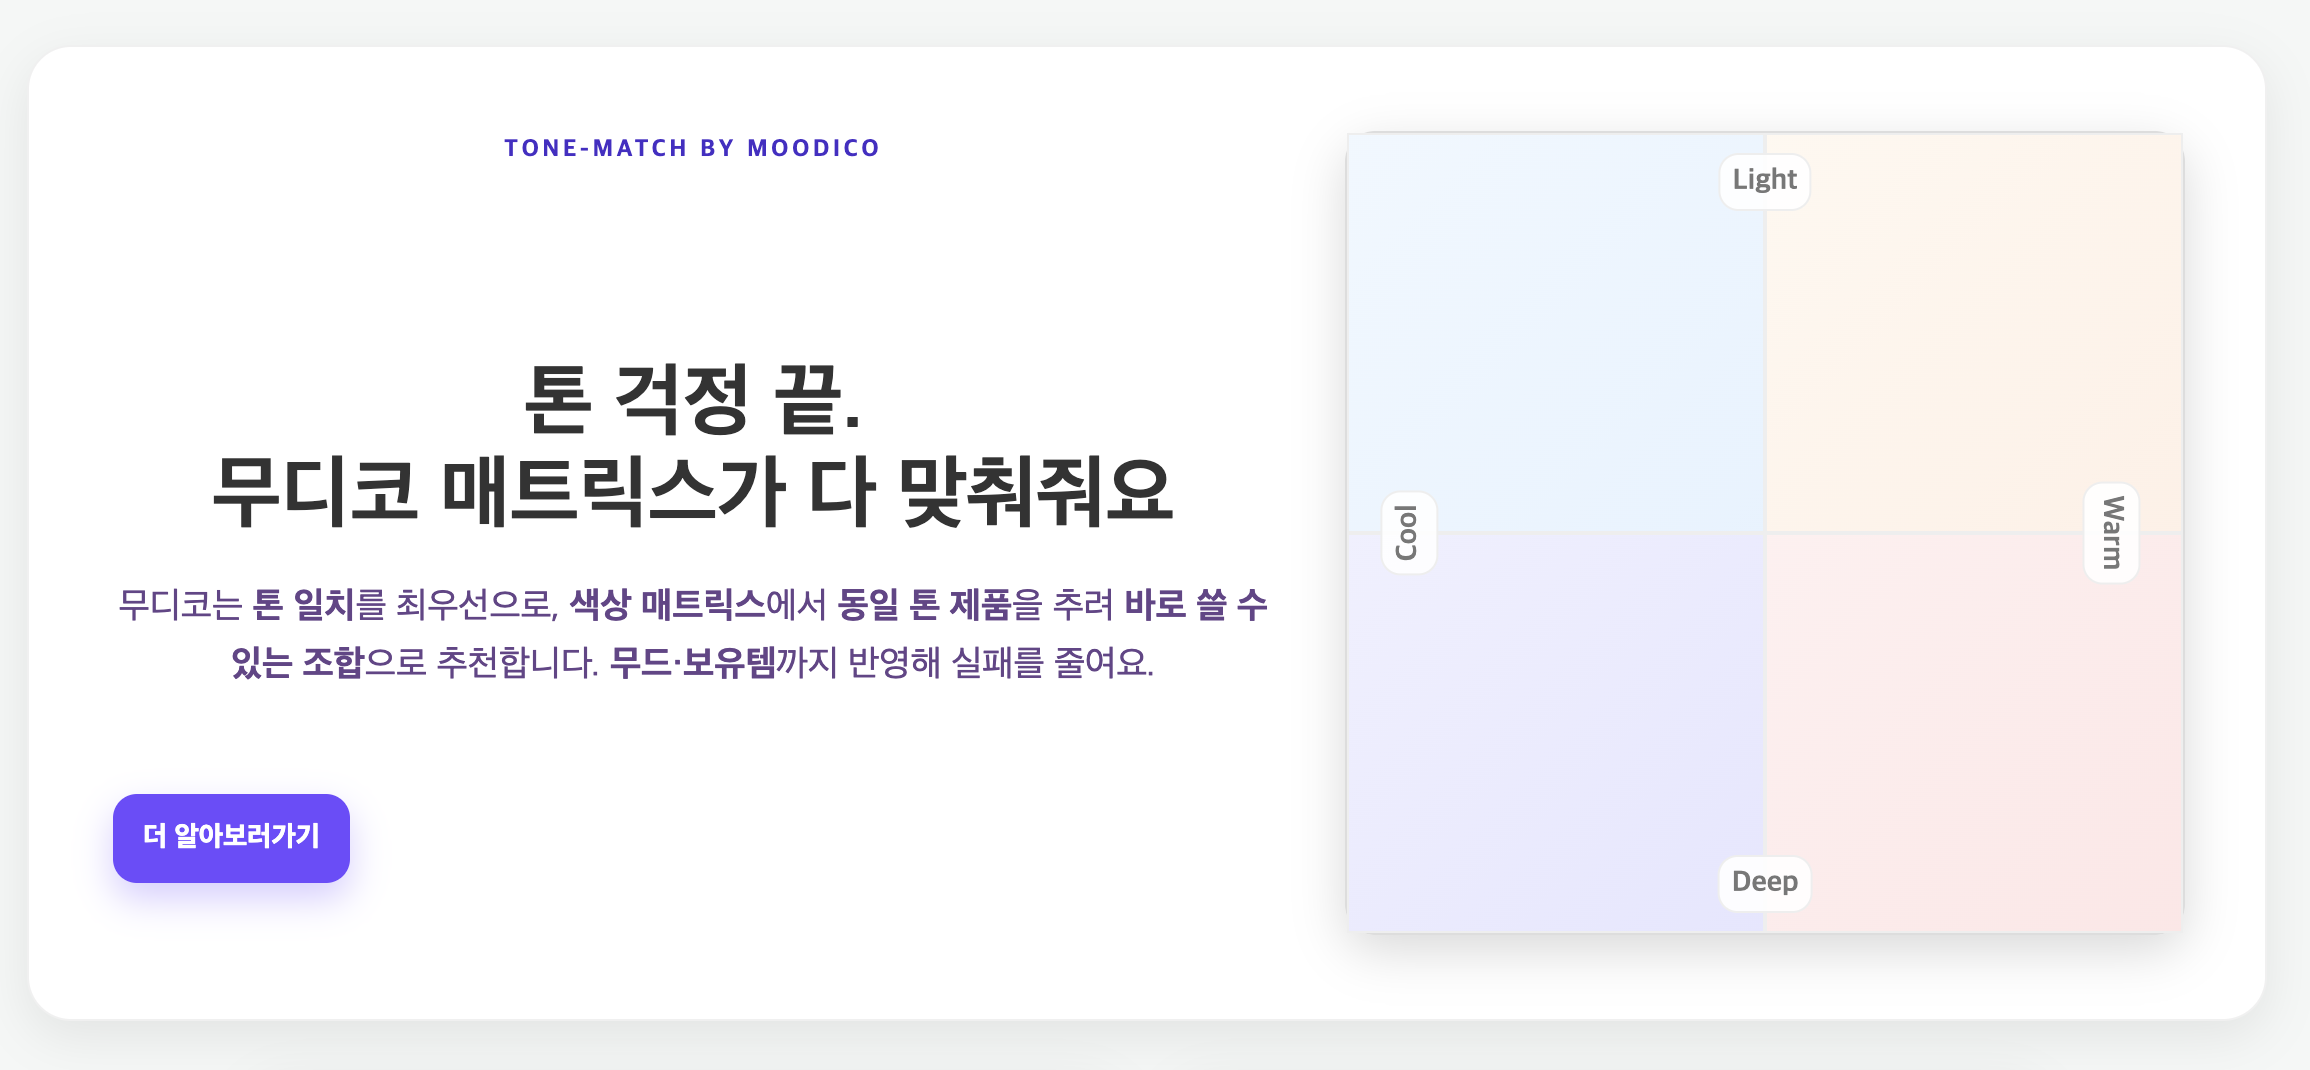 TONE-MATCH BY MOODICO
톤 걱정 끝.
무디코 매트릭스가 다 맞춰줘요
무디코는 톤 일치를 최우선으로, 색상 매트릭스에서 동일 톤 제품을 추려 바로 쓸 수
있는 조합으로 추천합니다. 무드·보유템까지 반영해 실패를 줄여요.
더 알아보러가기
Light
Cool
Warm
Deep